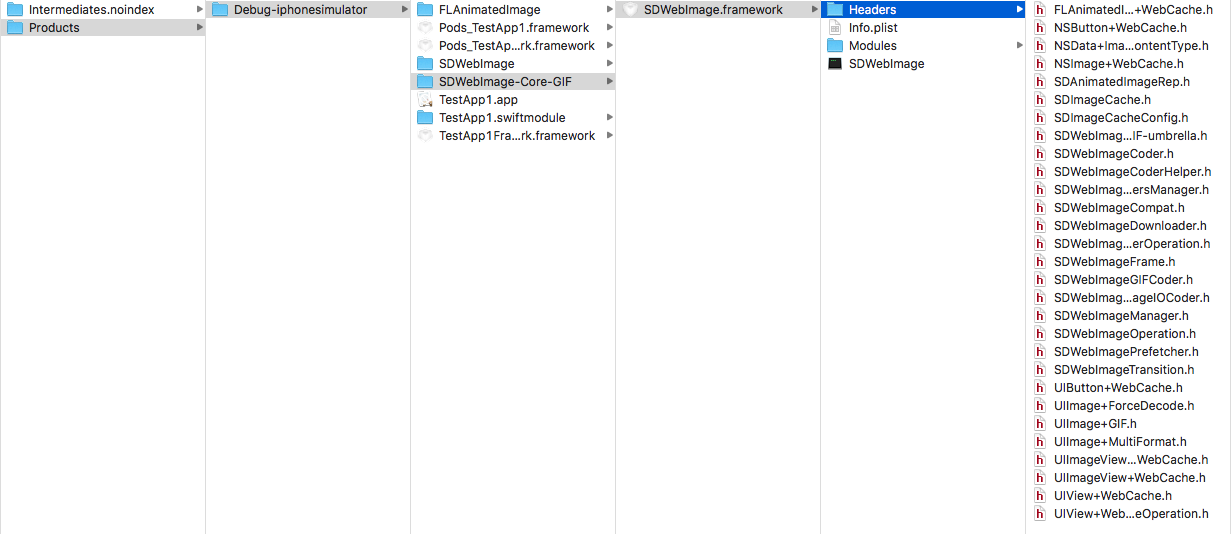 Intermediates.noindex
Products
Debug-iphonesimulator
FLAnimatedImage
Pods_TestApp1.framework
Pods_TestAp...rk.framework
SDWebImage
SDWebImage-Core-GIF
TestApp1.app
TestApp1.swiftmodule
TestApp1Fra...rk.framework
SDWebImage.framework
Headers
Info.plist
Modules
SDWebImage
FLAnimatedI...+WebCache.h
NSButton+WebCache.h
NSData+Ima...ontentType.h
NSImage+WebCache.h
SDAnimatedImageRep.h
SDImageCache.h
SDImageCacheConfig.h
SDWebImag...IF-umbrella.h
SDWebImageCoder.h
SDWebImageCoderHelper.h
SDWebImag...ersManager.h
SDWebImageCompat.h
SDWebImageDownloader.h
SDWebImag...erOperation.h
SDWebImageFrame.h
SDWebImageGIFCoder.h
SDWebImag...ageIOCoder.h
SDWebImageManager.h
SDWebImageOperation.h
SDWebImagePrefetcher.h
SDWebImageTransition.h
UIButton+WebCache.h
UIImage+ForceDecode.h
UIImage+GIF.h
UIImage+MultiFormat.h
UIImageView...WebCache.h
UIImageView+WebCache.h
UIView+WebCache.h
UIView+Web...eOperation.h